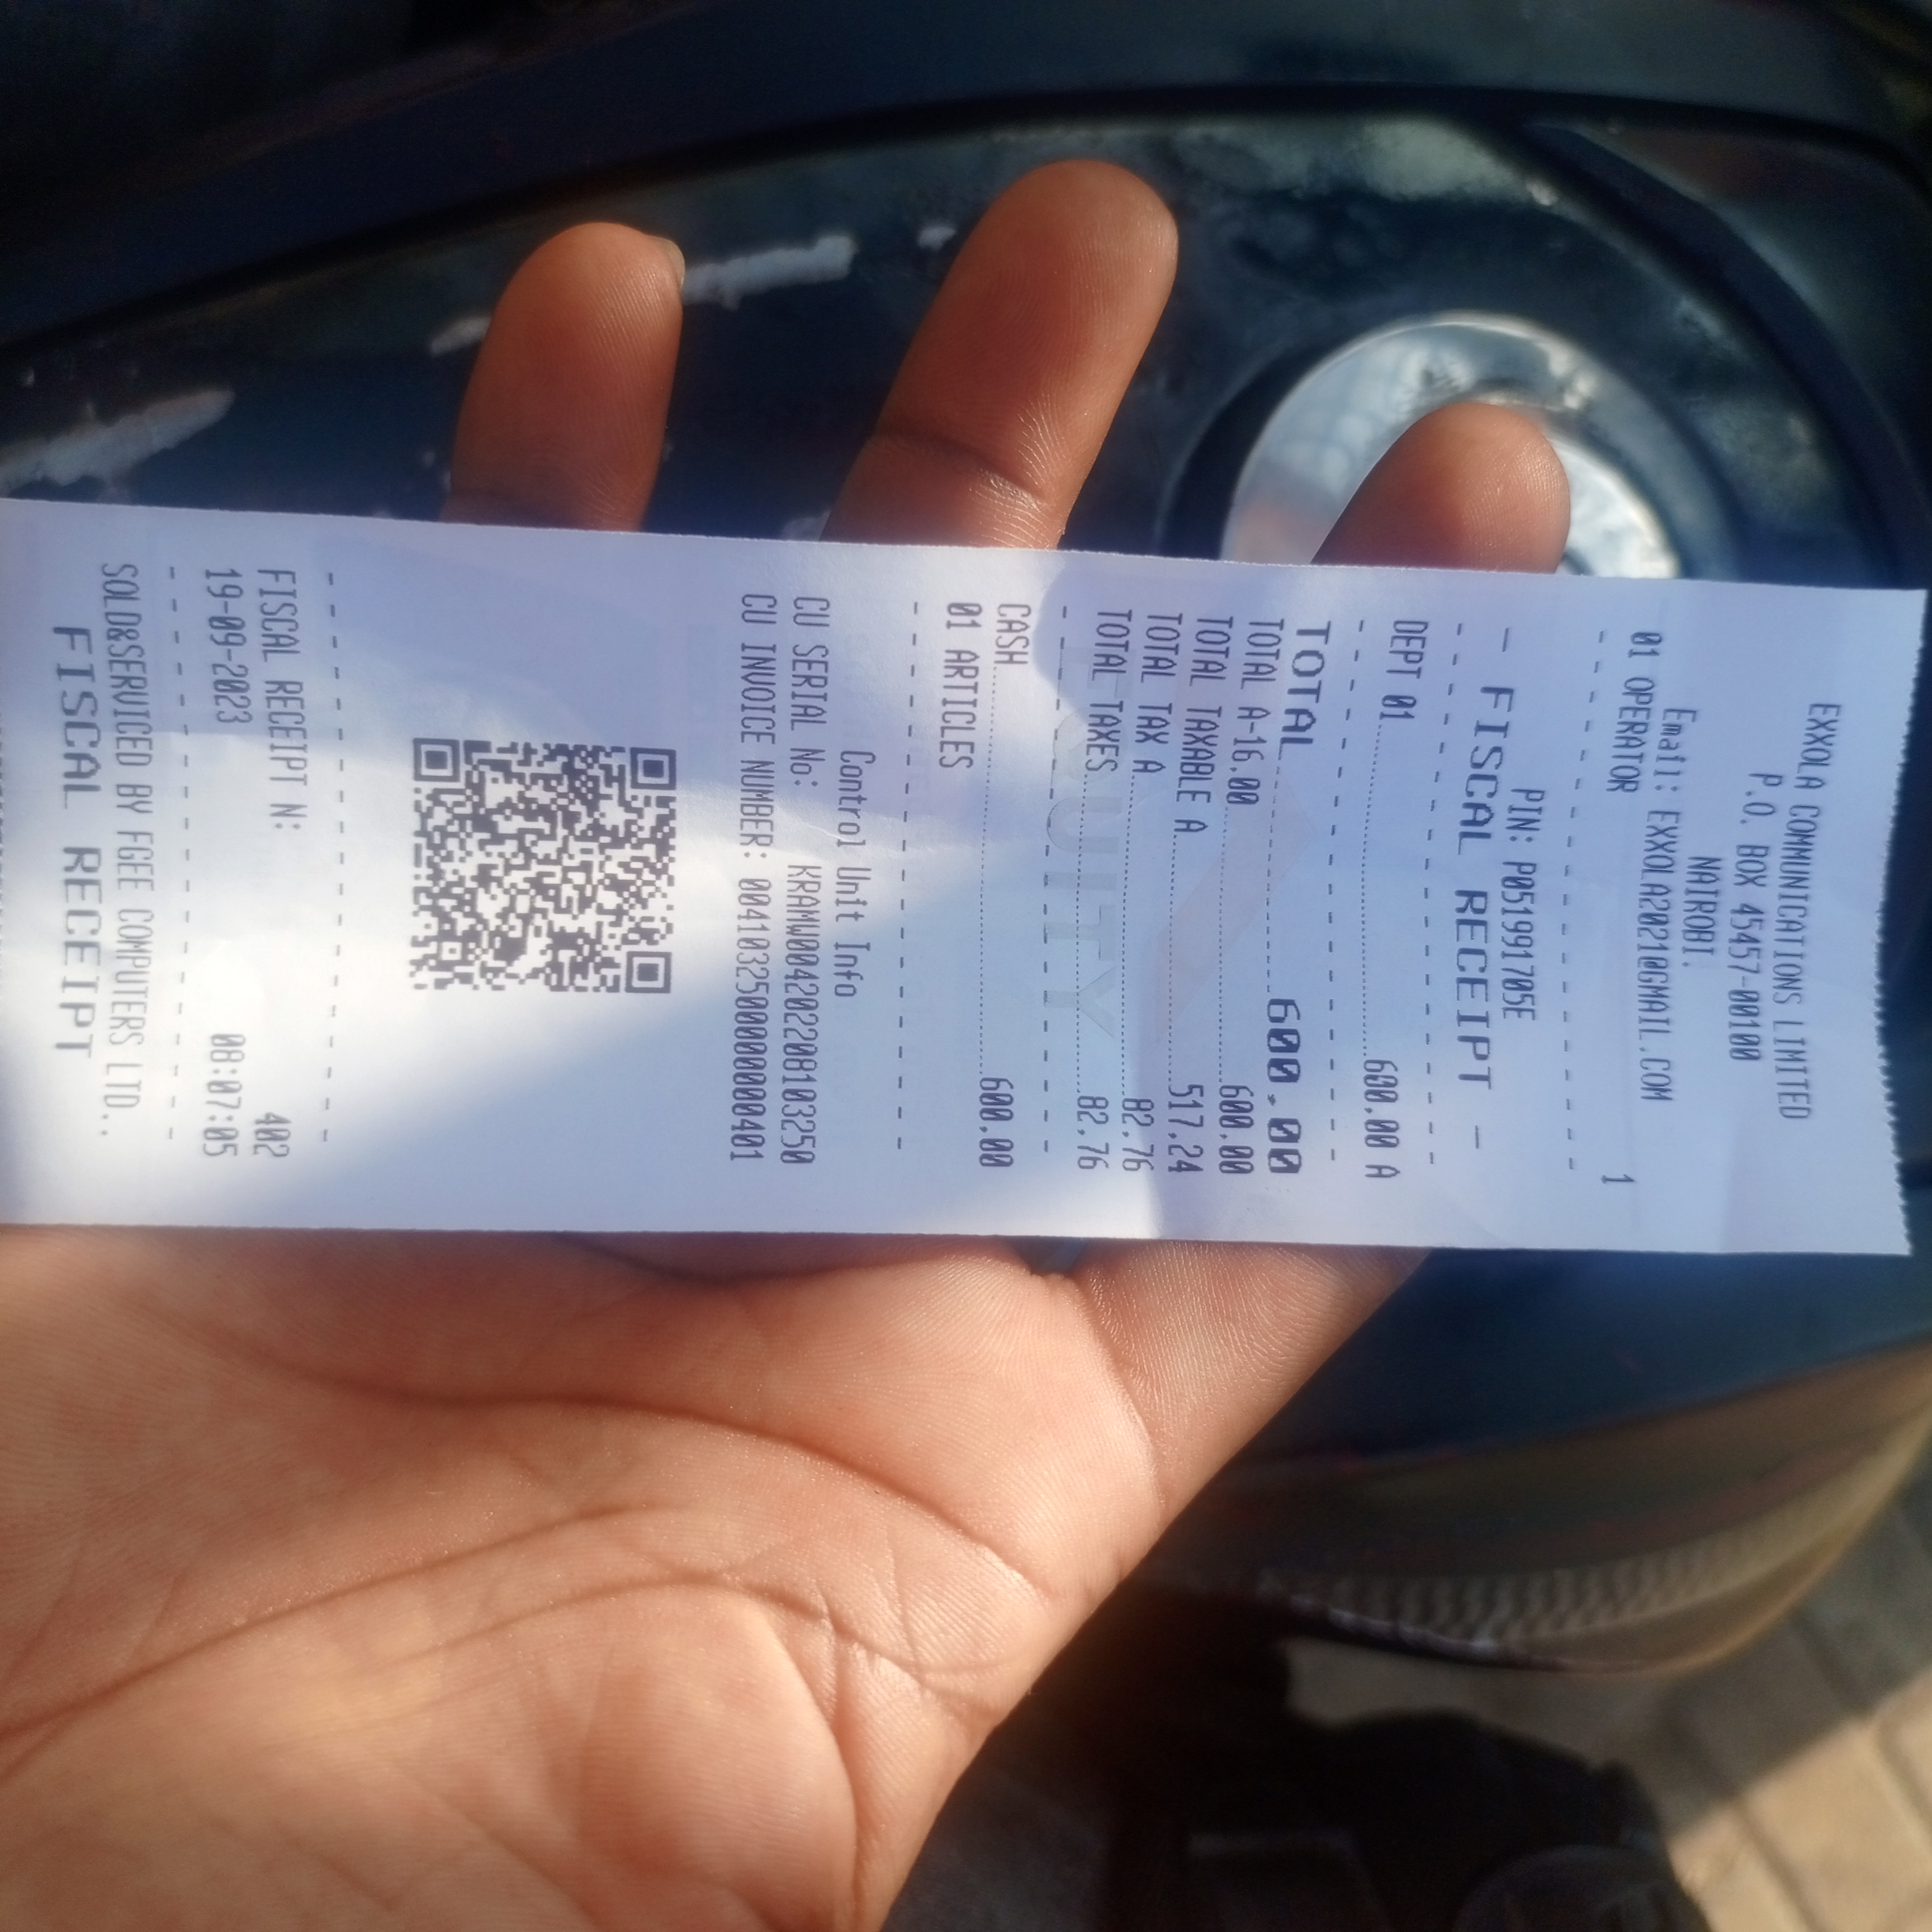 EXXOLA COMMUNICATIONS LIMITED
P.O. BOX 45457-00100
NAIROBI.
Email: EXXOLA2021@GMAIL.COM
01 OPERATOR 1
PIN: P051991705E
- FISCAL RECEIPT -
DEPT 01 600.00 A
TOTAL 600.00
TOTAL A-16.00 600.00
TOTAL TAXABLE A 517.24
TOTAL TAX A 82.76
TOTAL TAXES 82.76
CASH 600.00
01 ARTICLES
Control Unit Info
CU SERIAL No: KRAMW004202208103250
CU INVOICE NUMBER: 0041032500000000401
FISCAL RECEIPT N: 402
19-09-2023 08:07:05
SOLD&SERVICED BY FGEE COMPUTERS LTD..
FISCAL RECEIPT
EQUITY